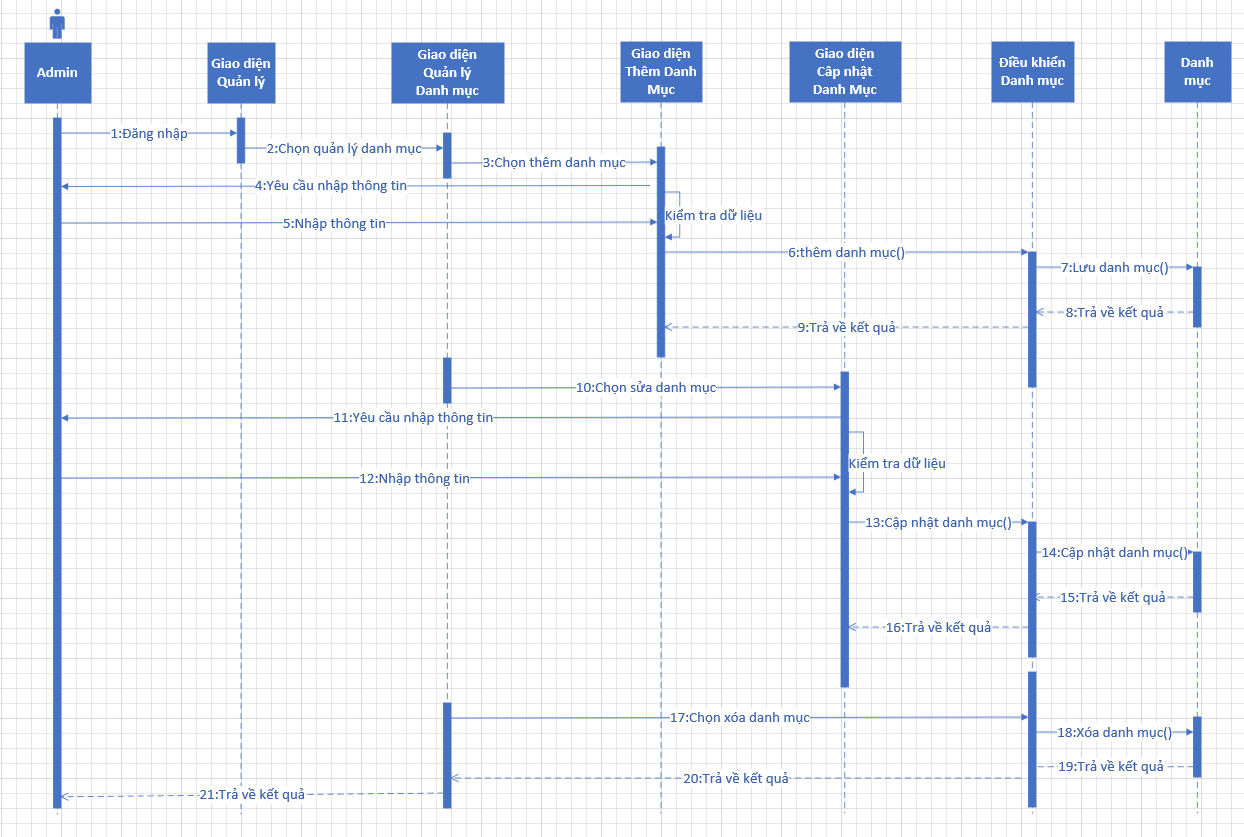 Admin
Giao diện
Quản lý
Giao diện
Quản lý
Danh mục
Giao diện
Thêm Danh
Mục
Giao diện
Câp nhật
Danh Mục
Điều khiển
Danh mục
Danh
mục
1:Đăng nhập
2:Chọn quản lý danh mục
3:Chọn thêm danh mục
4:Yêu cầu nhập thông tin
Kiểm tra dữ liệu
5:Nhập thông tin
6:thêm danh mục()
7:Lưu danh mục()
8:Trả về kết quả
9:Trả về kết quả
10:Chọn sửa danh mục
11:Yêu cầu nhập thông tin
Kiểm tra dữ liệu
12:Nhập thông tin
13:Cập nhật danh mục()
14:Cập nhật danh mục()
15:Trả về kết quả
16:Trả về kết quả
17:Chọn xóa danh mục
18:Xóa danh mục()
19:Trả về kết quả
20:Trả về kết quả
21:Trả về kết quả